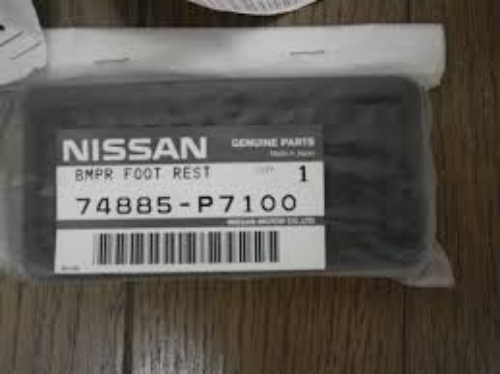 NISSAN GENUINE PARTS
Made in Japan
BMPR FOOT REST 1
74885-P7100
NISSAN MOTOR CO.,LTD.